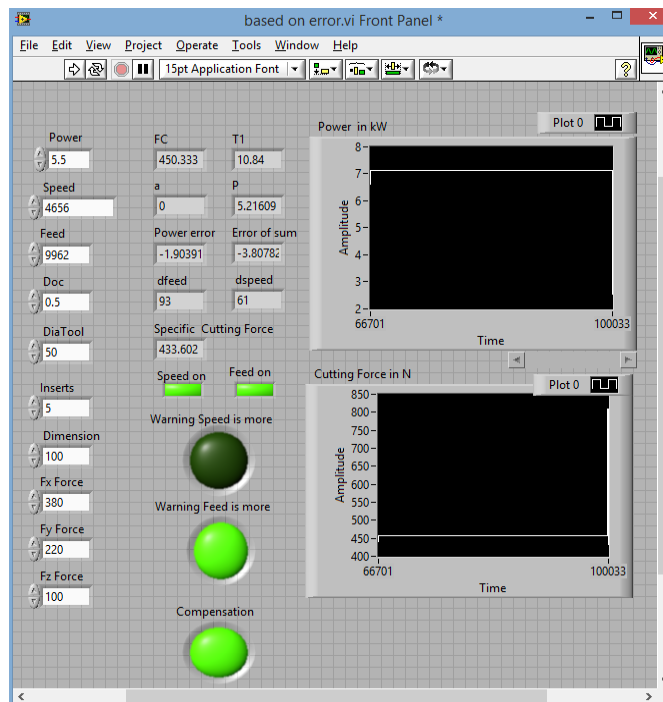 based on error.vi Front Panel *
File Edit View Project Operate Tools Window Help
15pt Application Font
Power
5.5
Speed
4656
Feed
9962
Doc
0.5
DiaTool
50
Inserts
5
Dimension
100
Fx Force
380
Fy Force
220
Fz Force
100
FC T1
450.333 10.84
a P
0 5.21609
Power error Error of sum
-1.90391 -3.80782
dfeed dspeed
93 61
Specific Cutting Force
433.602
Speed on Feed on
Warning Speed is more
Warning Feed is more
Compensation
Power in kW
Plot 0
8-
7-
6-
5-
4-
3-
2-
Amplitude
66701 100033
Time
Cutting Force in N
Plot 0
850-
800-
750-
700-
650-
600-
550-
500-
450-
400-
Amplitude
66701 100033
Time